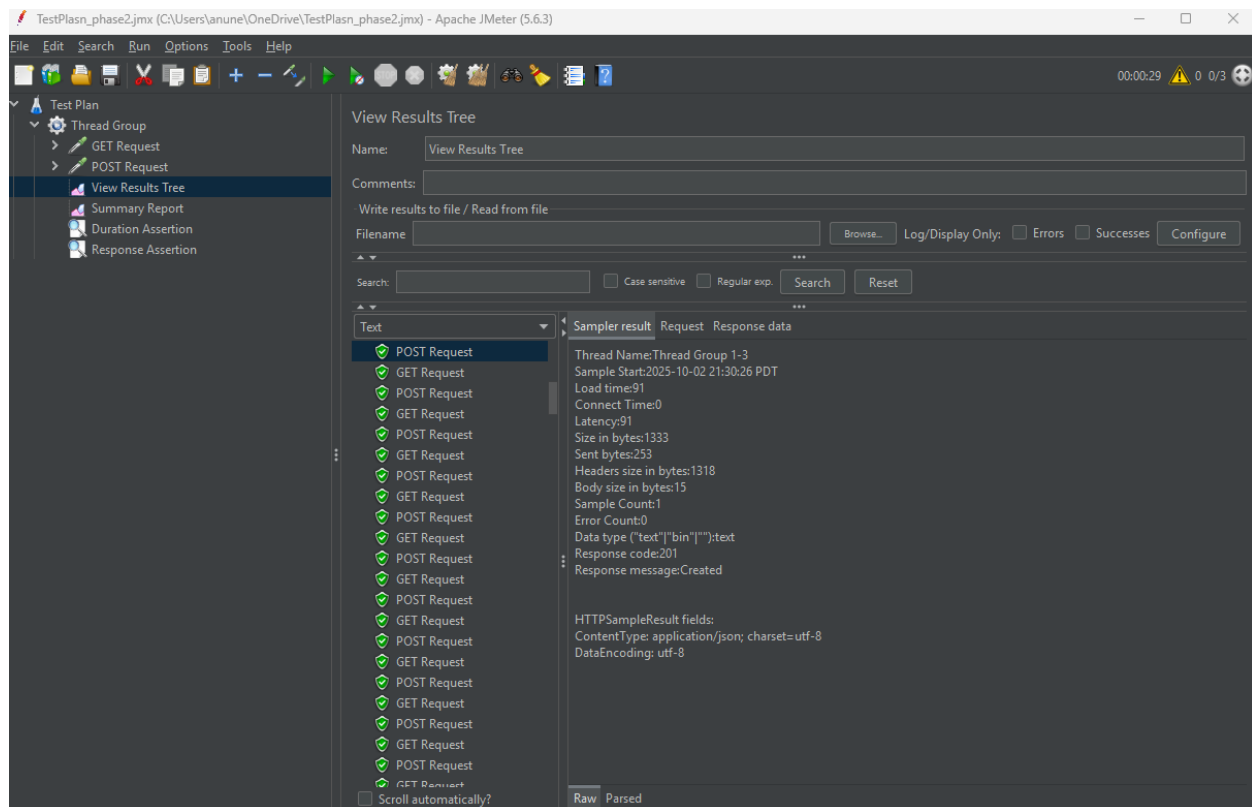 TestPlasn_phase2.jmx (C:\Users\anune\OneDrive\TestPlasn_phase2.jmx) - Apache JMeter (5.6.3)
File Edit Search Run Options Tools Help
00:00:29 0 0/3
Test Plan
Thread Group
GET Request
POST Request
View Results Tree
Summary Report
Duration Assertion
Response Assertion
View Results Tree
Name: View Results Tree
Comments:
Write results to file / Read from file
Filename Browse... Log/Display Only: Errors Successes Configure
Search: Case sensitive Regular exp. Search Reset
Text
POST Request
GET Request
POST Request
GET Request
POST Request
GET Request
POST Request
GET Request
POST Request
GET Request
POST Request
GET Request
POST Request
GET Request
POST Request
GET Request
POST Request
GET Request
POST Request
GET Request
POST Request
GET Request
Scroll automatically?
Sampler result Request Response data
Thread Name:Thread Group 1-3
Sample Start:2025-10-02 21:30:26 PDT
Load time:91
Connect Time:0
Latency:91
Size in bytes:1333
Sent bytes:253
Headers size in bytes:1318
Body size in bytes:15
Sample Count:1
Error Count:0
Data type ("text"|"bin"|""):text
Response code:201
Response message:Created
HTTPSampleResult fields:
ContentType: application/json; charset=utf-8
DataEncoding: utf-8
Raw Parsed